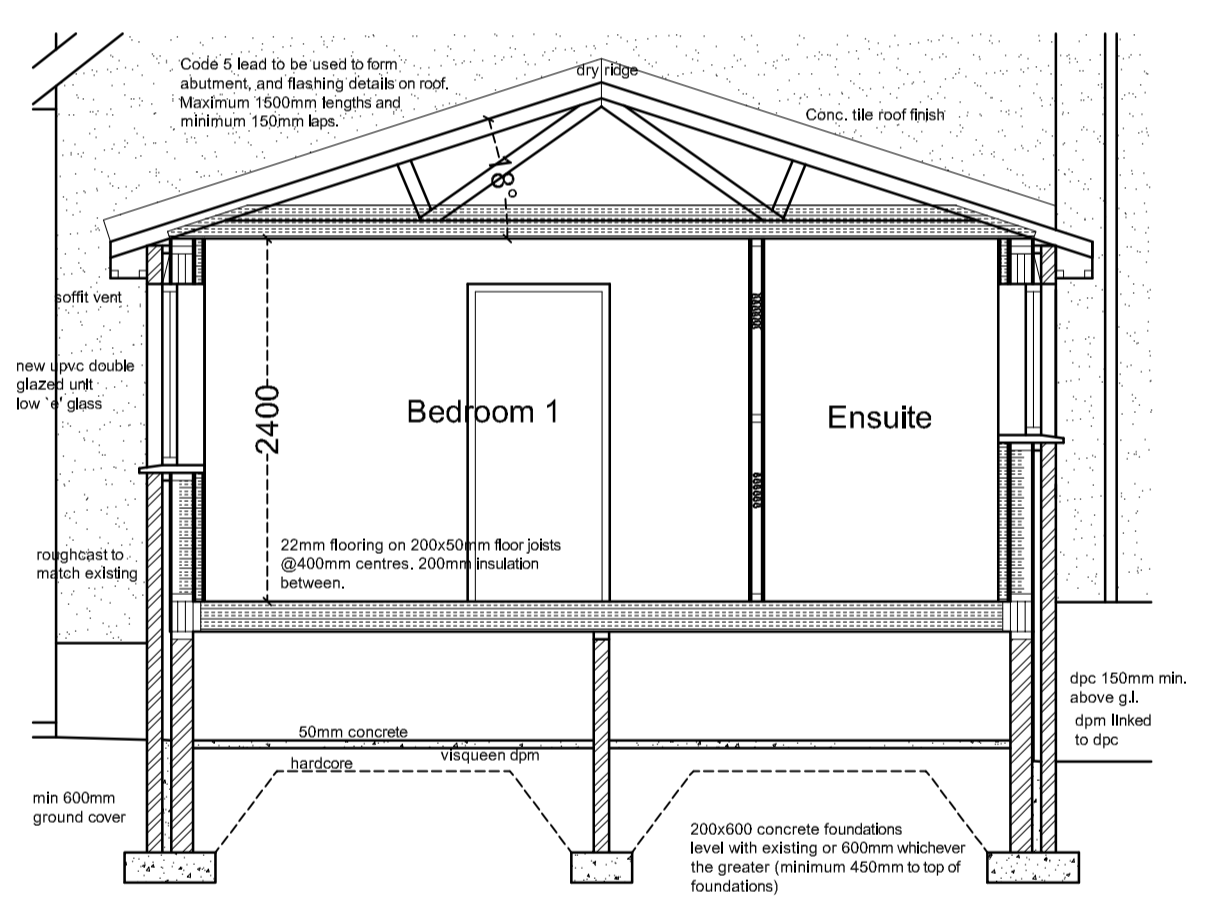 Code 5 lead to be used to form
abutment, and flashing details on roof.
Maximum 1500mm lengths and
minimum 150mm laps.
dry ridge
Conc. tile roof finish
18°
soffit vent
new upvc double
glazed unit
low `e' glass
2400
Bedroom 1
Ensuite
roughcast to
match existing
22mm flooring on 200x50mm floor joists
@400mm centres. 200mm insulation
between.
dpc 150mm min.
above g.l.
dpm linked
to dpc
50mm concrete
visqueen dpm
hardcore
min 600mm
ground cover
200x600 concrete foundations
level with existing or 600mm whichever
the greater (minimum 450mm to top of
foundations)